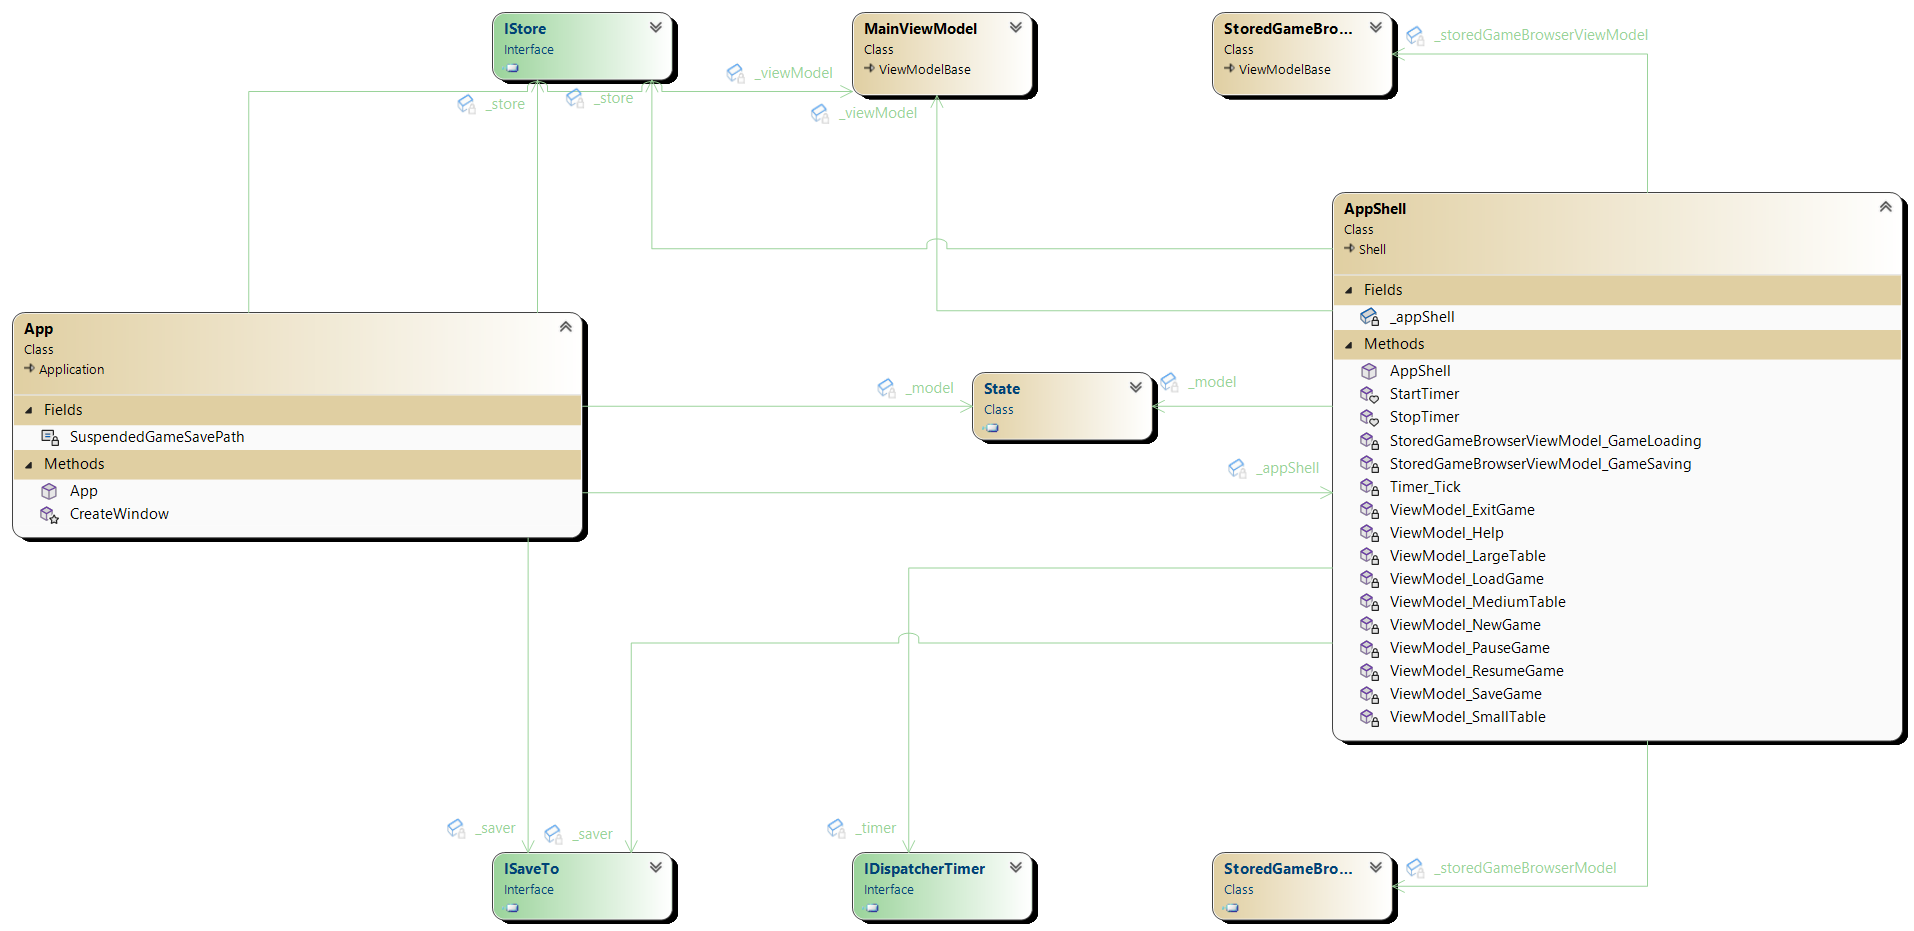 IStore
Interface
MainViewModel
Class
ViewModelBase
StoredGameBro...
Class
ViewModelBase
_storedGameBrowserViewModel
_viewModel
_store
_store
_viewModel
AppShell
Class
Shell
Fields
_appShell
Methods
AppShell
StartTimer
StopTimer
StoredGameBrowserViewModel_GameLoading
StoredGameBrowserViewModel_GameSaving
Timer_Tick
ViewModel_ExitGame
ViewModel_Help
ViewModel_LargeTable
ViewModel_LoadGame
ViewModel_MediumTable
ViewModel_NewGame
ViewModel_PauseGame
ViewModel_ResumeGame
ViewModel_SaveGame
ViewModel_SmallTable
App
Class
Application
Fields
SuspendedGameSavePath
Methods
App
CreateWindow
_model
State
Class
_model
_appShell
_saver
_saver
_timer
ISaveTo
Interface
IDispatcherTimer
Interface
StoredGameBro...
Class
_storedGameBrowserModel